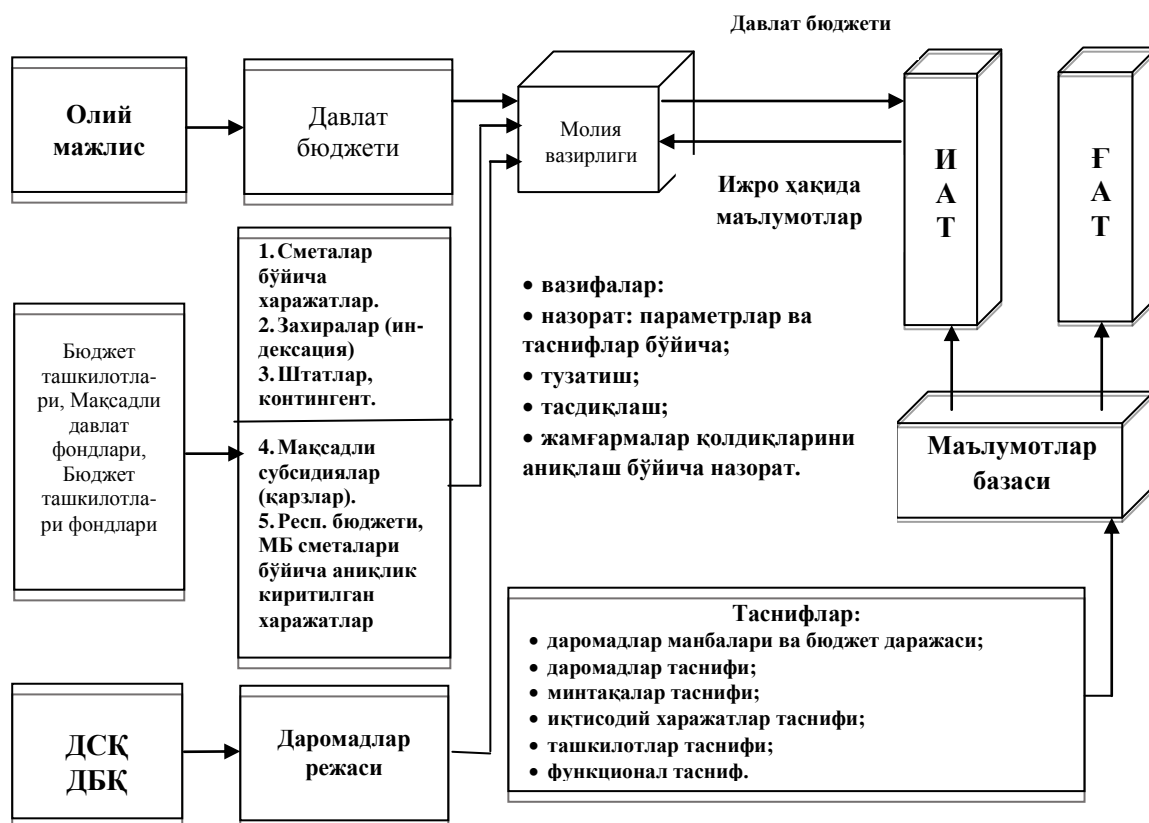 Давлат бюджети
Олий
мажлис
Давлат
бюджети
Молия
вазирлиги
Ижро ҳақида
маълумотлар
И
А
Т
Ғ
А
Т
Бюджет
ташкилотла-
ри, Мақсадли
давлат
фондлари,
Бюджет
ташкилотла-
ри фондлари
1. Сметалар
бўйича
харажатлар.
2. Захиралар (ин-
дексация)
3. Штатлар,
контингент.
4. Мақсадли
субсидиялар
(қарзлар).
5. Респ. бюджети,
МБ сметалари
бўйича аниқлик
киритилган
харажатлар
• вазифалар:
• назорат: параметрлар ва
таснифлар бўйича;
• тузатиш;
• тасдиқлаш;
• жамғармалар қолдиқларини
аниқлаш бўйича назорат.
Маълумотлар
базаси
ДСҚ
ДБҚ
Даромадлар
режаси
Таснифлар:
• даромадлар манбалари ва бюджет даражаси;
• даромадлар таснифи;
• минтақалар таснифи;
• иқтисодий харажатлар таснифи;
• ташкилотлар таснифи;
• функционал тасниф.